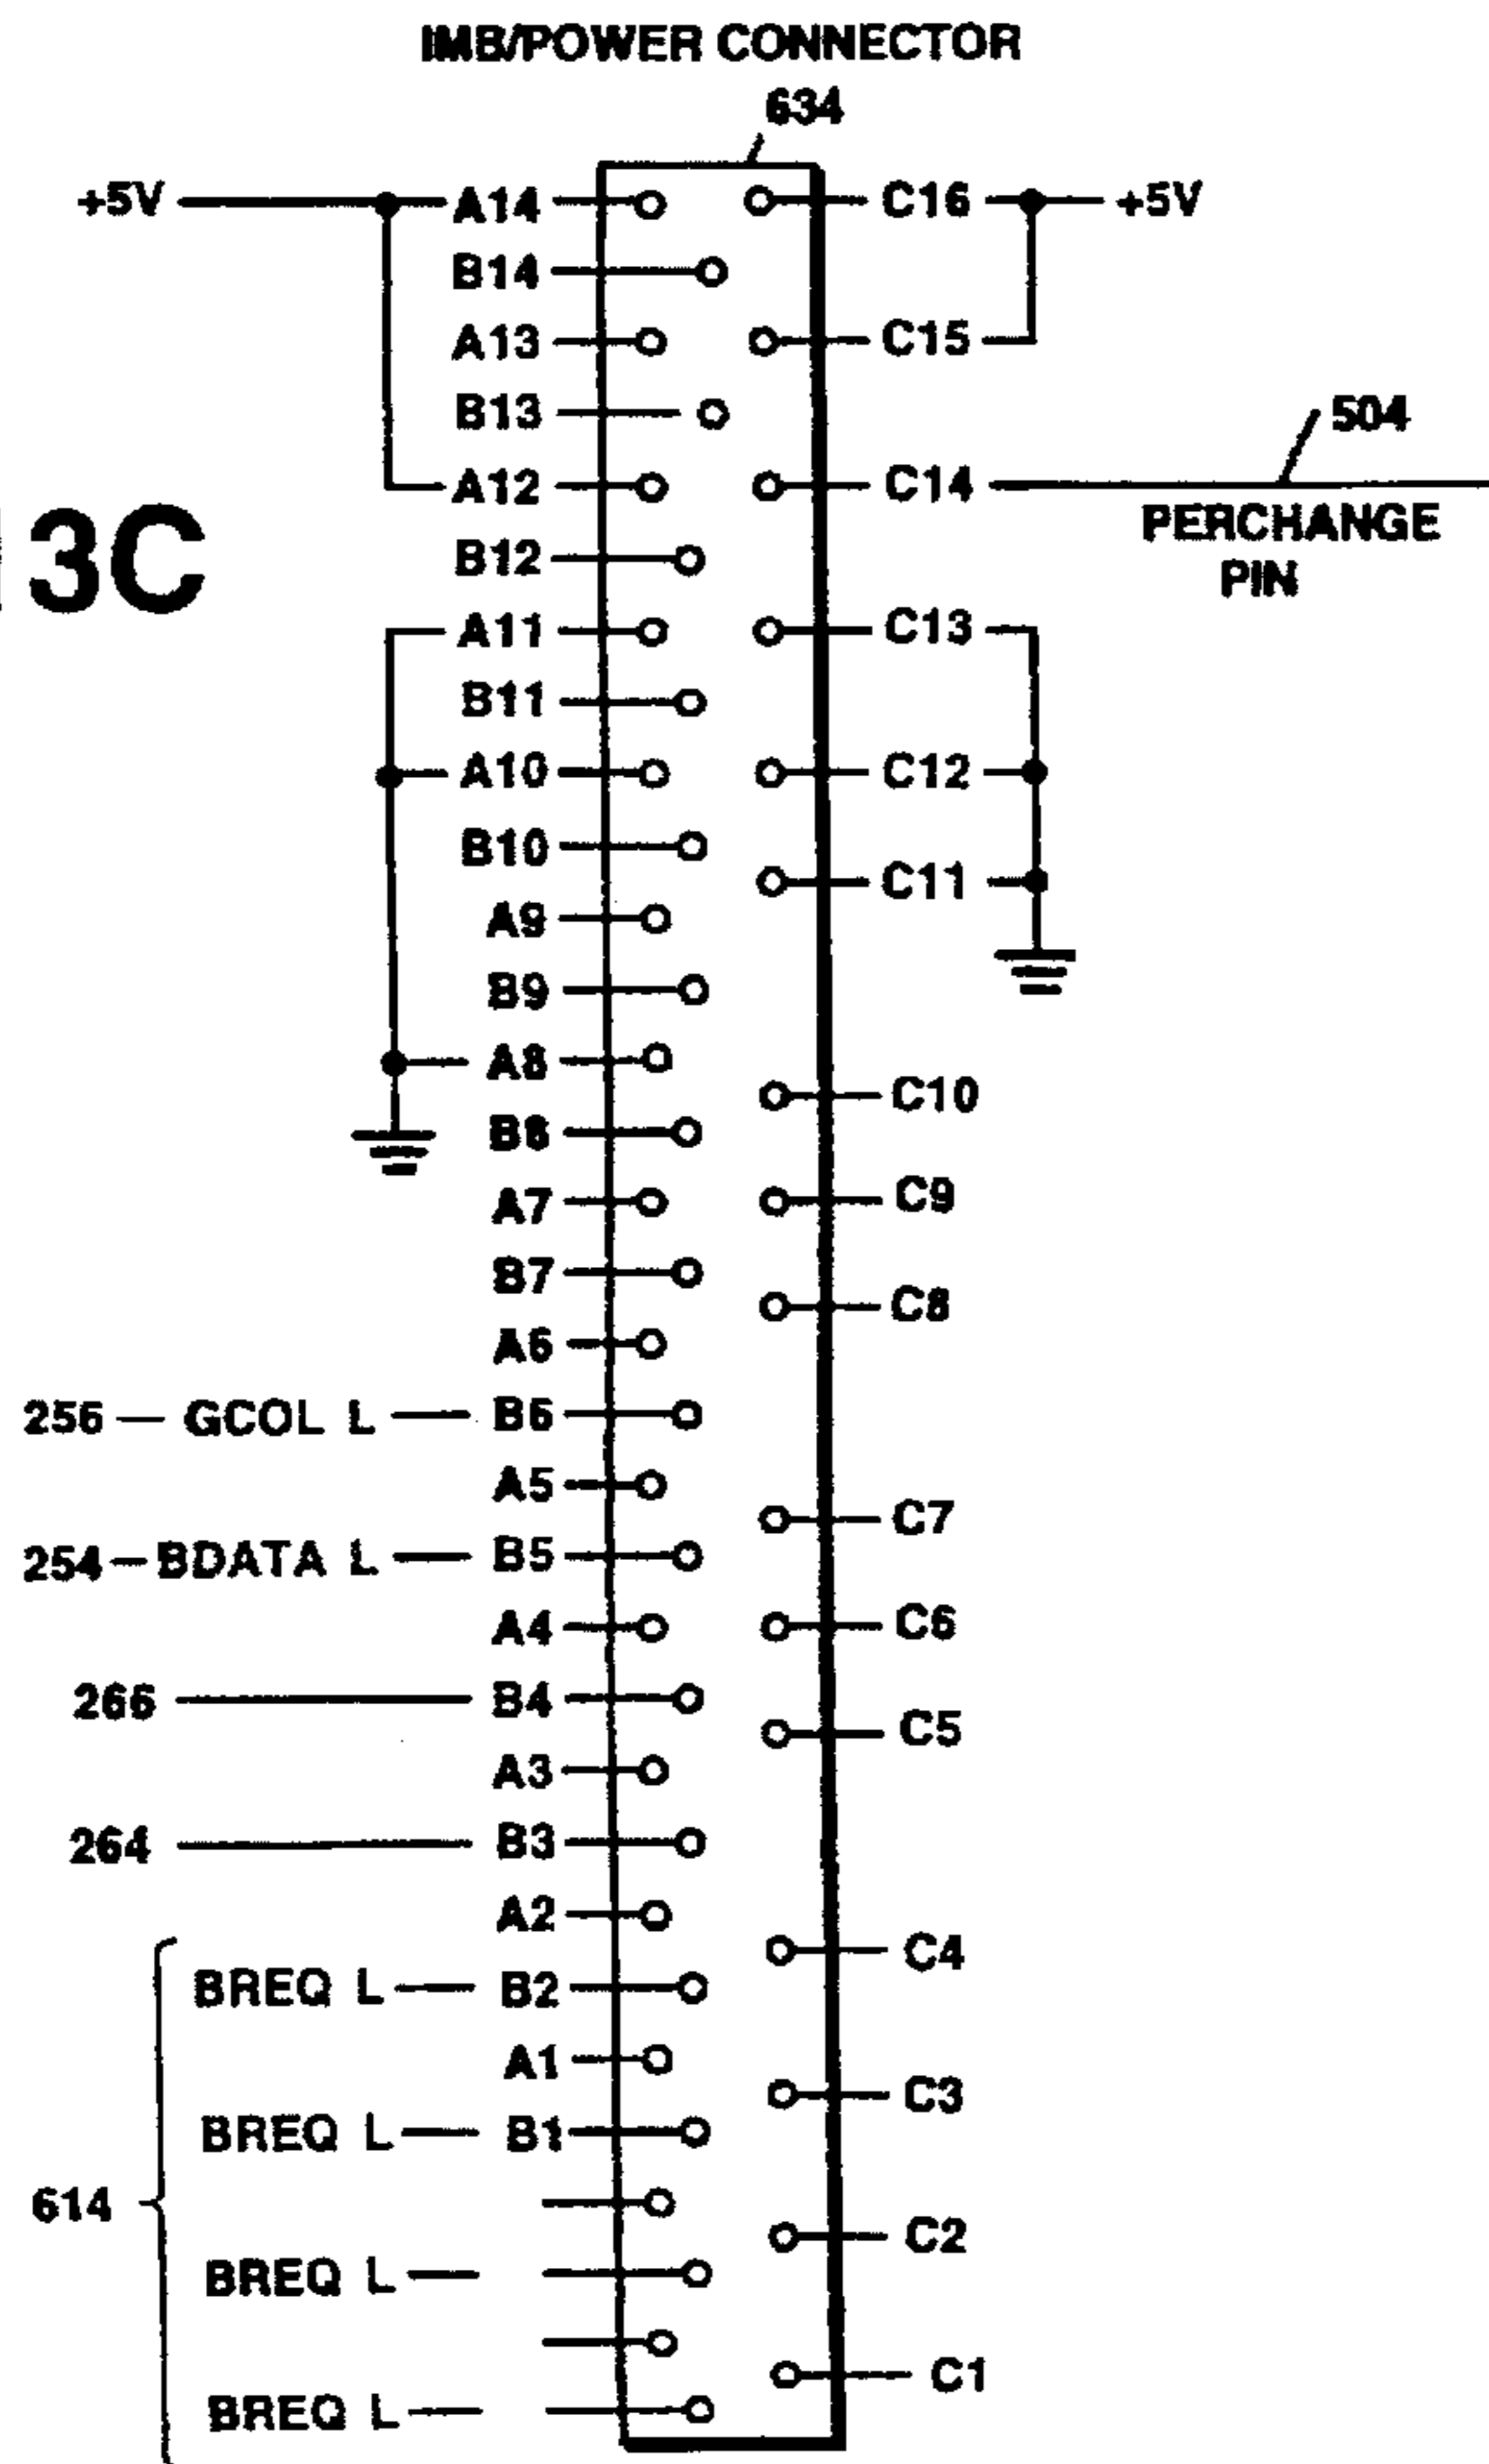 IMB/POWER CONNECTOR
634
+5V A14 C16 +5V
B14
A13 C15
B13 504
A12 C14
PERCHANGE
PIN
3C
B12
A11 C13
B11
A10 C12
B10
C11
A9
B9
A8
C10
B8
A7 C9
B7
C8
A6
256 GCOL L B6
A5
C7
254 BDATA L B5
A4 C6
266 B4
C5
A3
264 B3
A2
C4
BREQ L B2
A1
C3
BREQ L B1
614
C2
BREQ L
C1
BREQ L